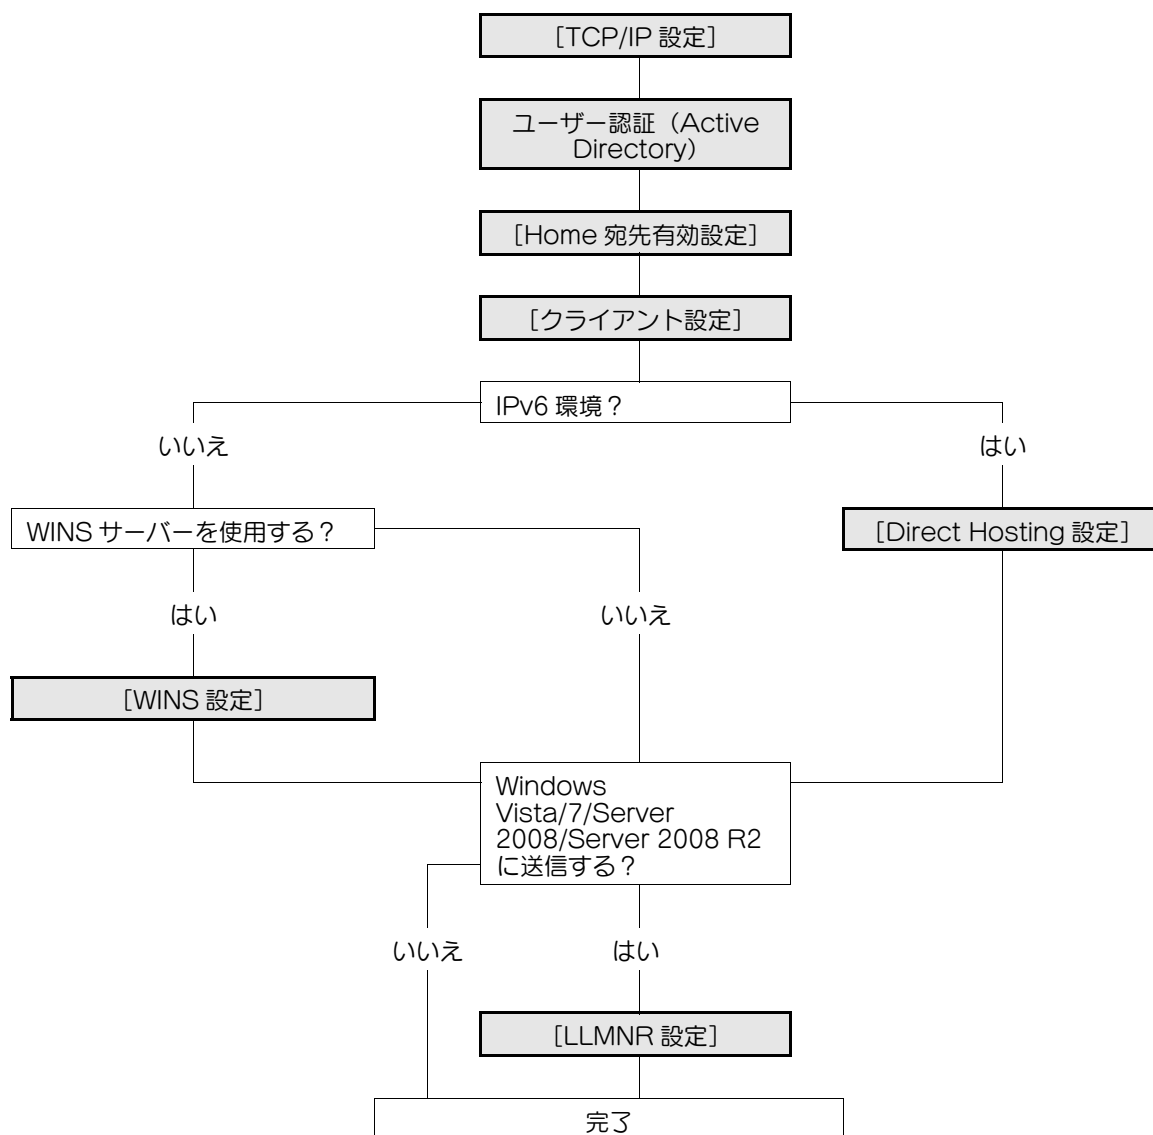 [TCP/IP 設定]
ユーザー認証（Active
Directory）
[Home 宛先有効設定]
[クライアント設定]
IPv6 環境？
いいえ
はい
WINS サーバーを使用する？
[Direct Hosting 設定]
はい
いいえ
[WINS 設定]
Windows
Vista/7/Server
2008/Server 2008 R2
に送信する？
いいえ
はい
[LLMNR 設定]
完了